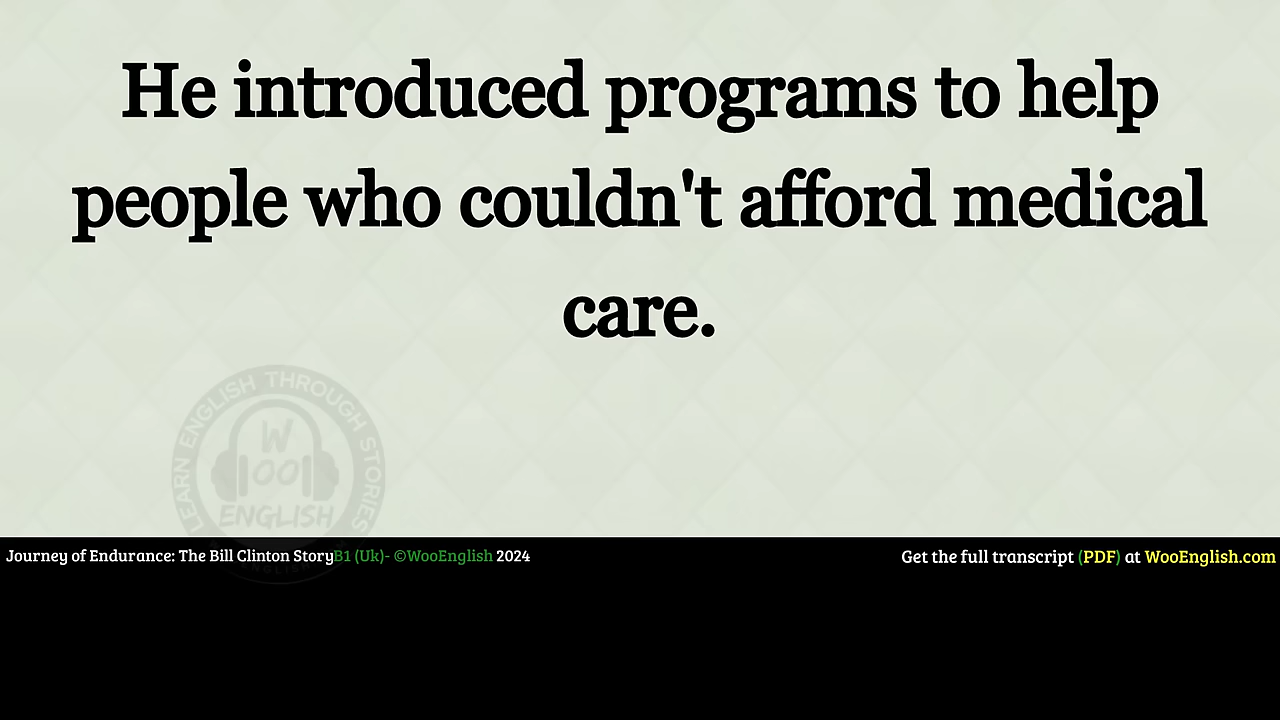 He introduced programs to help
people who couldn't afford medical
care.
LEARN ENGLISH THROUGH STORIES
W
OO
ENGLISH
Journey of Endurance: The Bill Clinton StoryB1 (Uk)- ©WooEnglish 2024
Get the full transcript (PDF) at WooEnglish.com